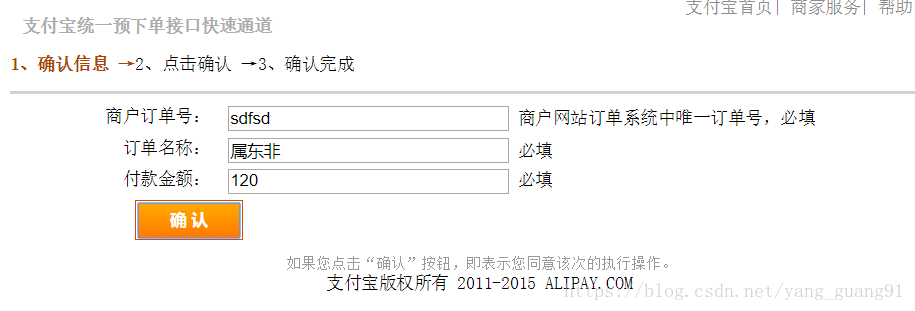 支付宝首页| 商家服务| 帮助
支付宝统一预下单接口快速通道
1、确认信息 →2、点击确认 →3、确认完成
商户订单号： sdfsd 商户网站订单系统中唯一订单号，必填
订单名称： 属东非 必填
付款金额： 120 必填
确 认
如果您点击“确认”按钮，即表示您同意该次的执行操作。
支付宝版权所有 2011-2015 ALIPAY.COM
https://blog.csdn.net/yang_guang91